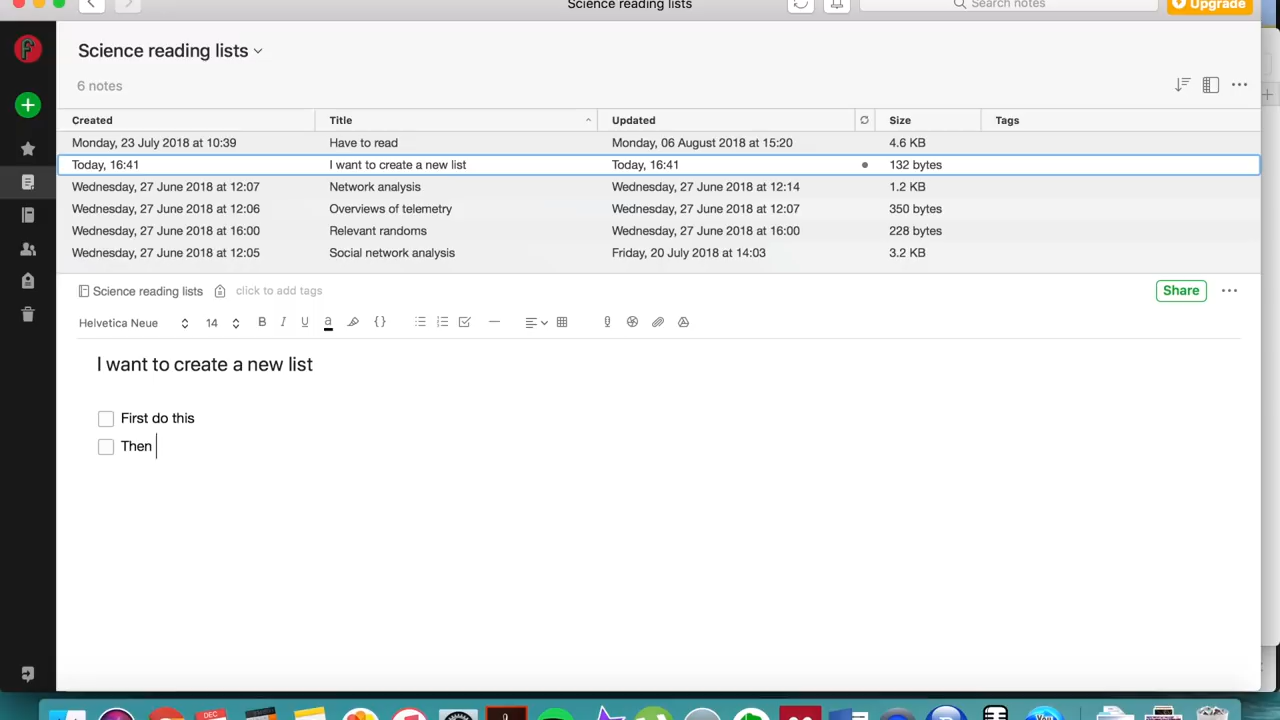 Science reading lists
Search notes
Upgrade
Science reading lists
6 notes
Created Title Updated Size Tags
Monday, 23 July 2018 at 10:39 Have to read Monday, 06 August 2018 at 15:20 4.6 KB
Today, 16:41 I want to create a new list Today, 16:41 132 bytes
Wednesday, 27 June 2018 at 12:07 Network analysis Wednesday, 27 June 2018 at 12:14 1.2 KB
Wednesday, 27 June 2018 at 12:06 Overviews of telemetry Wednesday, 27 June 2018 at 12:07 350 bytes
Wednesday, 27 June 2018 at 16:00 Relevant randoms Wednesday, 27 June 2018 at 16:00 228 bytes
Wednesday, 27 June 2018 at 12:05 Social network analysis Friday, 20 July 2018 at 14:03 3.2 KB
Science reading lists click to add tags Share
Helvetica Neue 14 B I U a {}
I want to create a new list
First do this
Then
DEC